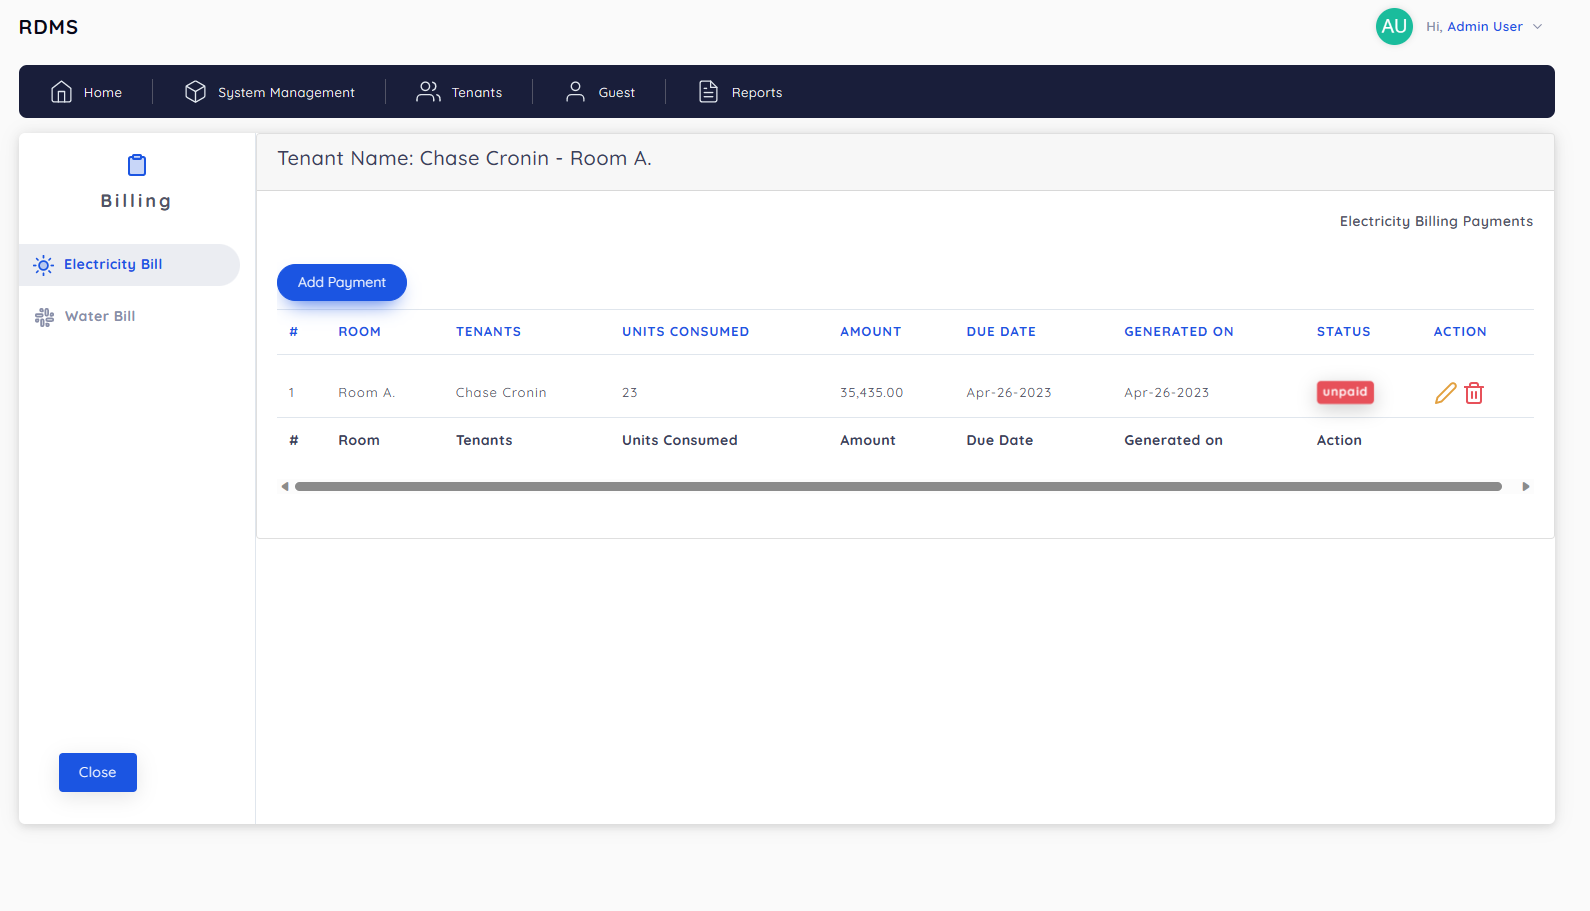 RDMS
AU Hi, Admin User
Home System Management Tenants Guest Reports
Billing
Electricity Bill
Water Bill
Close
Tenant Name: Chase Cronin - Room A.
Electricity Billing Payments
Add Payment
# ROOM TENANTS UNITS CONSUMED AMOUNT DUE DATE GENERATED ON STATUS ACTION
1 Room A. Chase Cronin 23 35,435.00 Apr-26-2023 Apr-26-2023 unpaid
# Room Tenants Units Consumed Amount Due Date Generated on Action